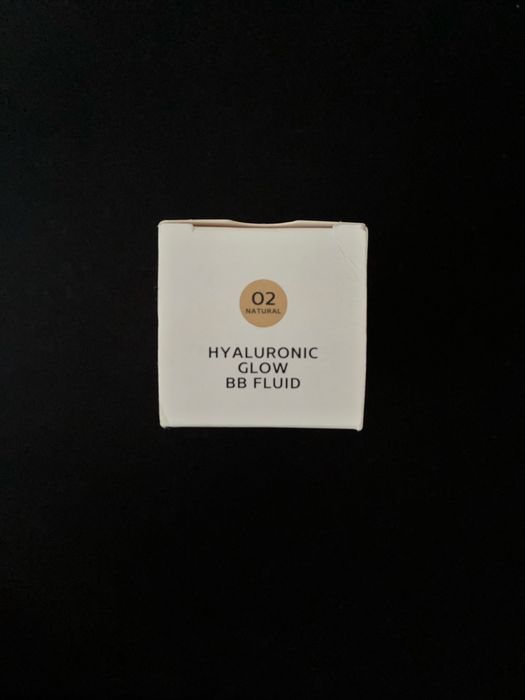 02
NATURAL
HYALURONIC
GLOW
BB FLUID